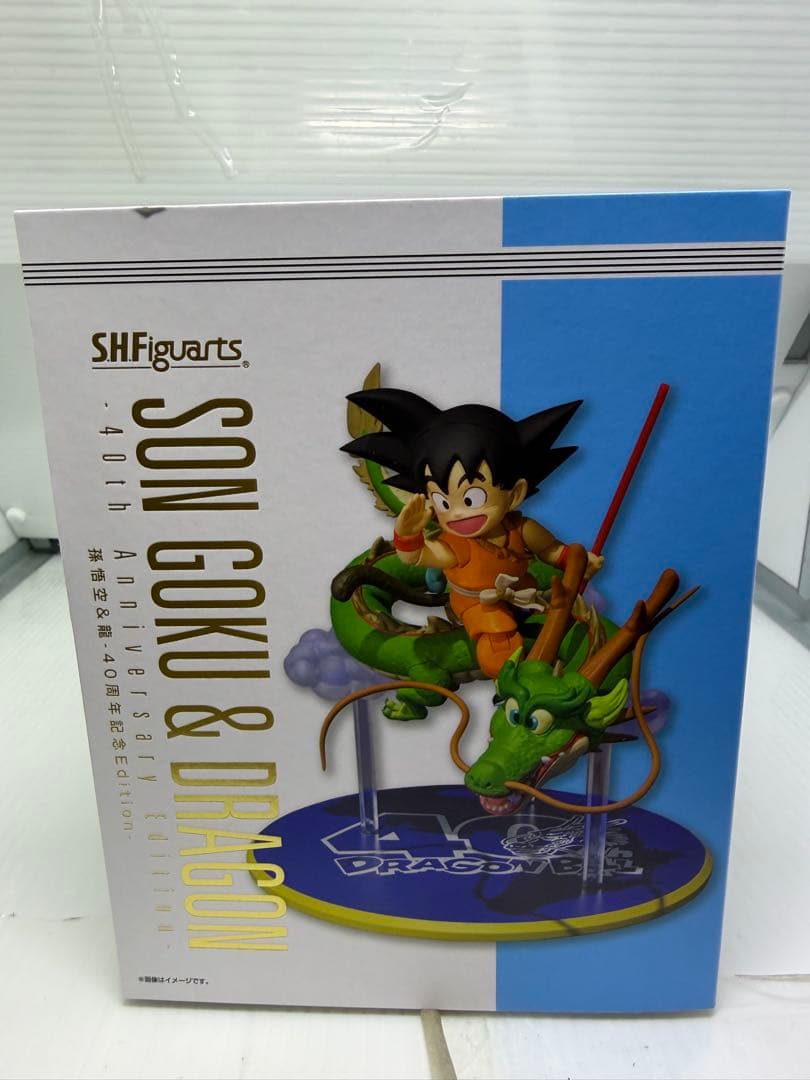 S.H.Figuarts®
SON GOKU & DRAGON
- 40th Anniversary Edition -
孫悟空&龍-40周年記念Edition-
40
DRAGON BALL
※画像はイメージです。